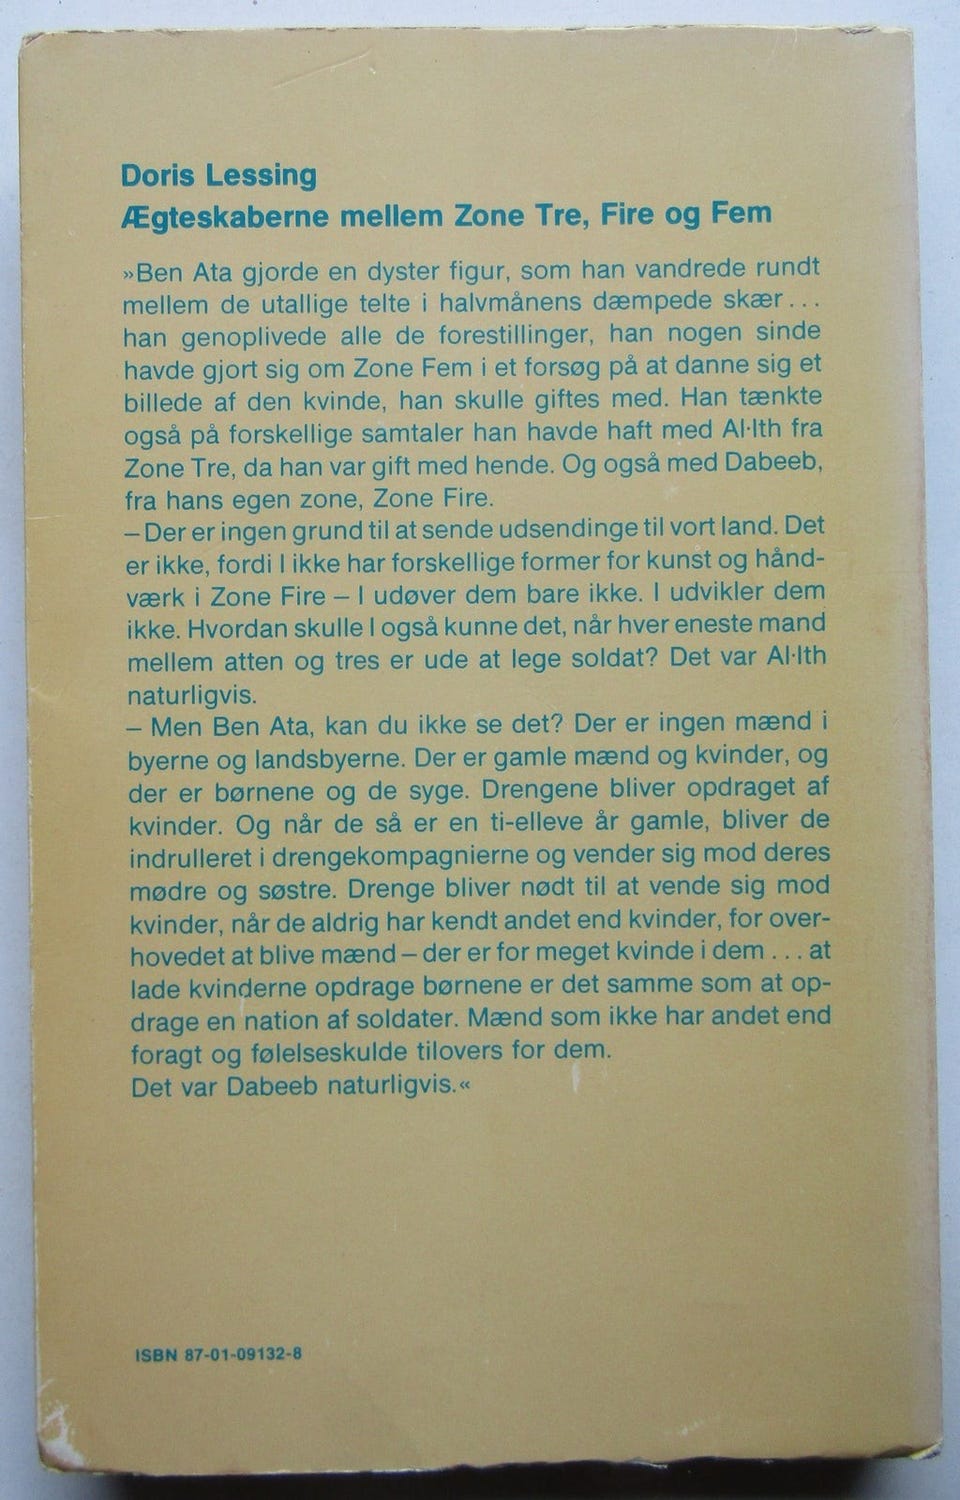 Doris Lessing
Ægteskaberne mellem Zone Tre, Fire og Fem
»Ben Ata gjorde en dyster figur, som han vandrede rundt
mellem de utallige telte i halvmånens dæmpede skær...
han genoplivede alle de forestillinger, han nogen sinde
havde gjort sig om Zone Fem i et forsøg på at danne sig et
billede af den kvinde, han skulle giftes med. Han tænkte
også på forskellige samtaler han havde haft med Al·Ith fra
Zone Tre, da han var gift med hende. Og også med Dabeeb,
fra hans egen zone, Zone Fire.
– Der er ingen grund til at sende udsendinge til vort land. Det
er ikke, fordi I ikke har forskellige former for kunst og hånd-
værk i Zone Fire – I udøver dem bare ikke. I udvikler dem
ikke. Hvordan skulle I også kunne det, når hver eneste mand
mellem atten og tres er ude at lege soldat? Det var Al·Ith
naturligvis.
– Men Ben Ata, kan du ikke se det? Der er ingen mænd i
byerne og landsbyerne. Der er gamle mænd og kvinder, og
der er børnene og de syge. Drengene bliver opdraget af
kvinder. Og når de så er en ti-elleve år gamle, bliver de
indrulleret i drengekompagnierne og vender sig mod deres
mødre og søstre. Drenge bliver nødt til at vende sig mod
kvinder, når de aldrig har kendt andet end kvinder, for over-
hovedet at blive mænd – der er for meget kvinde i dem... at
lade kvinderne opdrage børnene er det samme som at op-
drage en nation af soldater. Mænd som ikke har andet end
foragt og følelseskulde tilovers for dem.
Det var Dabeeb naturligvis.«
ISBN 87-01-09132-8